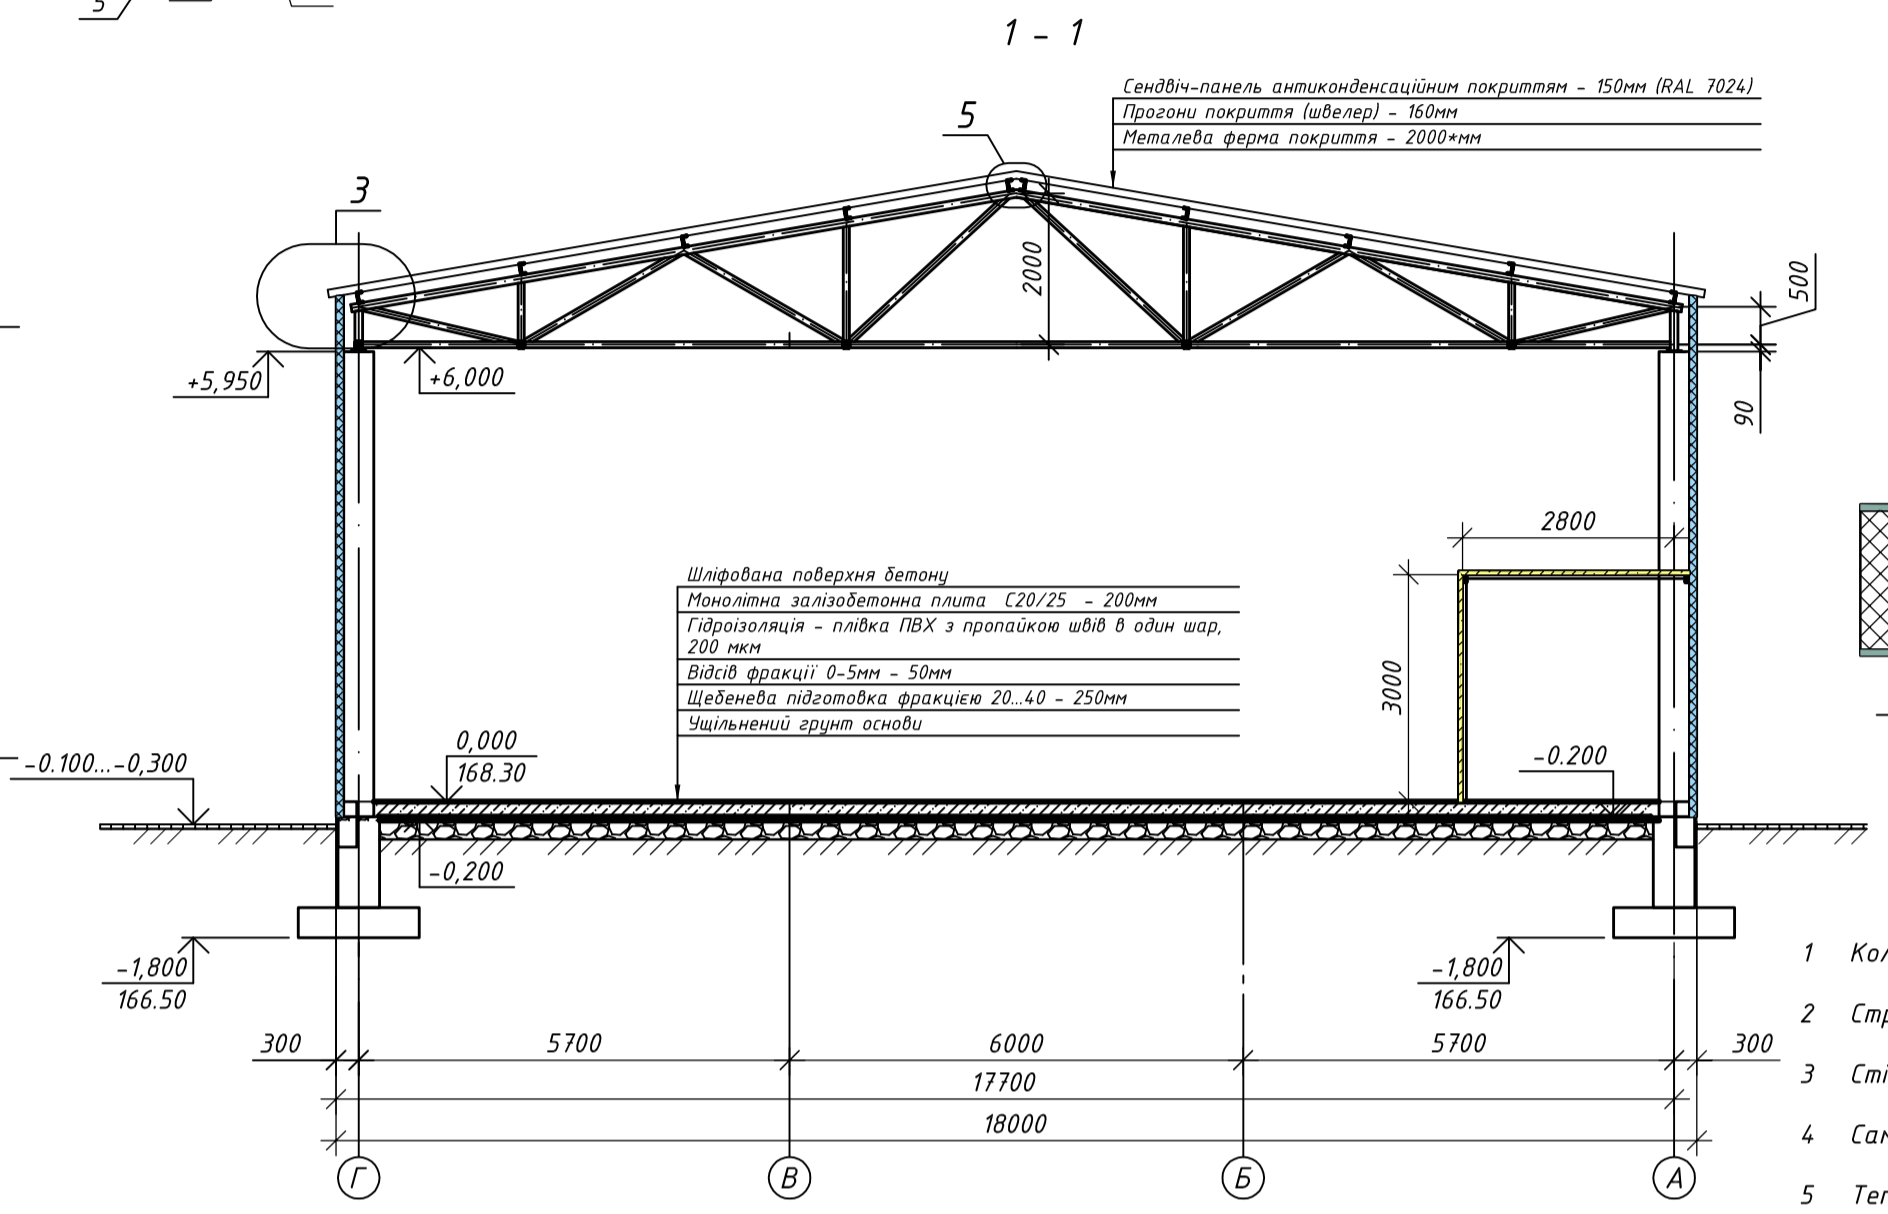 1 - 1
Сендвіч-панель антиконденсаційним покриттям - 150мм (RAL 7024)
Прогони покриття (швелер) - 160мм
Металева ферма покриття - 2000*мм
5
3
2000
500
+5,950
+6,000
90
2800
Шліфована поверхня бетону
Монолітна залізобетонна плита С20/25 - 200мм
Гідроізоляція - плівка ПВХ з пропайкою швів в один шар,
200 мкм
Відсів фракції 0-5мм - 50мм
Щебенева підготовка фракцією 20...40 - 250мм
Ущільнений грунт основи
3000
0,000
168.30
-0.100...-0,300
-0.200
-0,200
-1,800
166.50
-1,800
166.50
300
5700
6000
5700
300
17700
18000
Г
В
Б
А
1
2
3
4
5